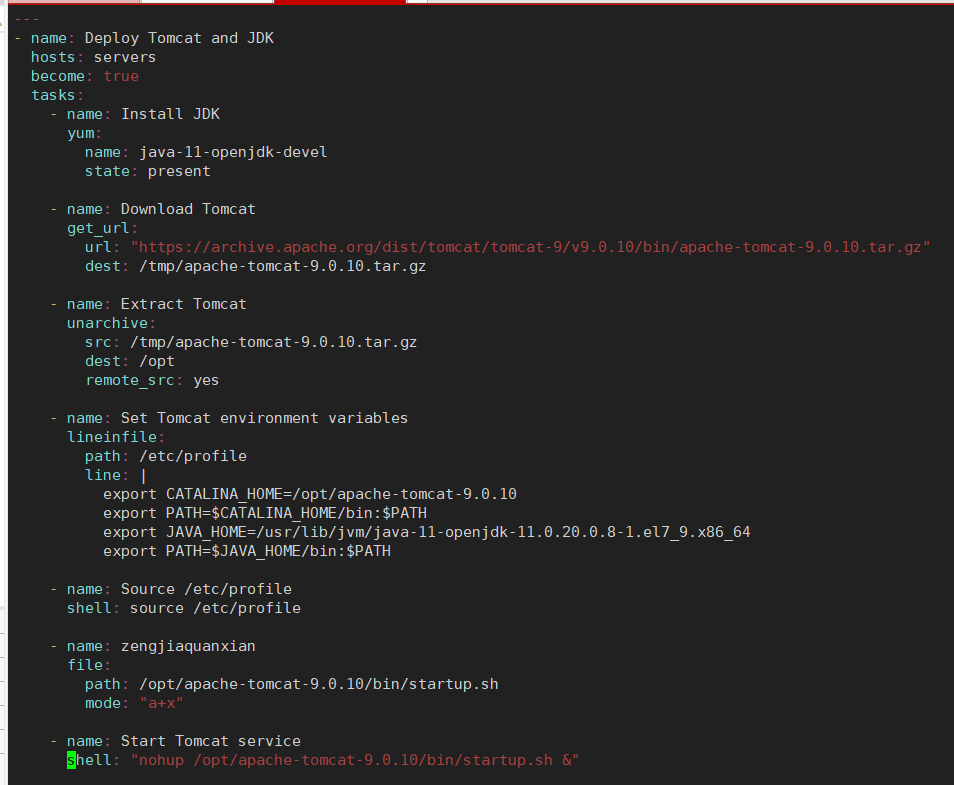 ---
- name: Deploy Tomcat and JDK
  hosts: servers
  become: true
  tasks:
    - name: Install JDK
      yum:
        name: java-11-openjdk-devel
        state: present

    - name: Download Tomcat
      get_url:
        url: "https://archive.apache.org/dist/tomcat/tomcat-9/v9.0.10/bin/apache-tomcat-9.0.10.tar.gz"
        dest: /tmp/apache-tomcat-9.0.10.tar.gz

    - name: Extract Tomcat
      unarchive:
        src: /tmp/apache-tomcat-9.0.10.tar.gz
        dest: /opt
        remote_src: yes

    - name: Set Tomcat environment variables
      lineinfile:
        path: /etc/profile
        line: |
          export CATALINA_HOME=/opt/apache-tomcat-9.0.10
          export PATH=$CATALINA_HOME/bin:$PATH
          export JAVA_HOME=/usr/lib/jvm/java-11-openjdk-11.0.20.0.8-1.el7_9.x86_64
          export PATH=$JAVA_HOME/bin:$PATH

    - name: Source /etc/profile
      shell: source /etc/profile

    - name: zengjiaquanxian
      file:
        path: /opt/apache-tomcat-9.0.10/bin/startup.sh
        mode: "a+x"

    - name: Start Tomcat service
      shell: "nohup /opt/apache-tomcat-9.0.10/bin/startup.sh &"